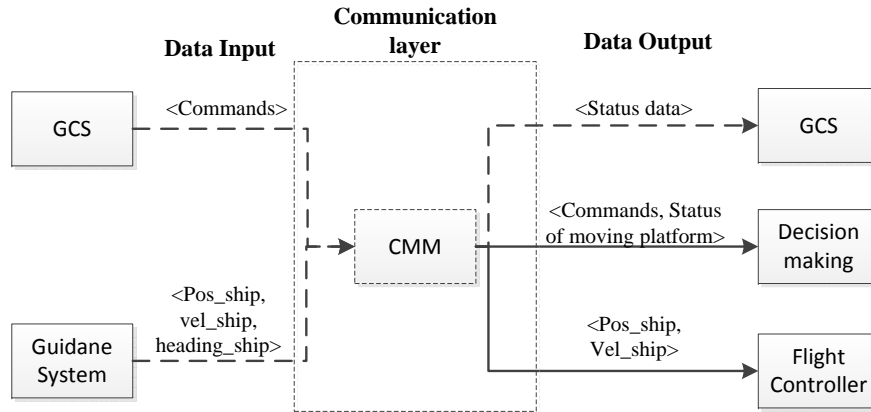 Communication
layer
Data Input
Data Output
GCS
<Commands>
<Status data>
GCS
CMM
<Commands, Status
of moving platform>
Decision
making
Guidane
System
<Pos_ship,
vel_ship,
heading_ship>
<Pos_ship,
Vel_ship>
Flight
Controller